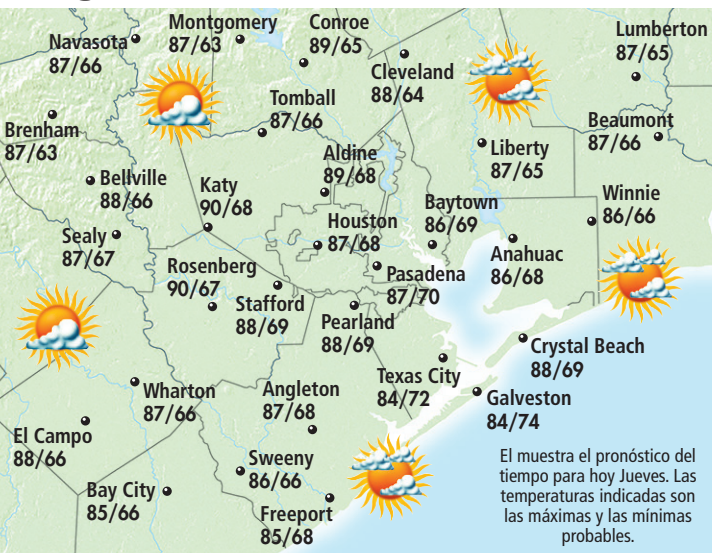 Montgomery
87/63
Conroe
89/65
Lumberton
87/65
Navasota
87/66
Cleveland
88/64
Tomball
87/66
Beaumont
87/66
Brenham
87/63
Liberty
87/65
Aldine
89/68
Bellville
88/66
Katy
90/68
Baytown
86/69
Winnie
86/66
Houston
87/68
Sealy
87/67
Anahuac
86/68
Rosenberg
90/67
Pasadena
87/70
Stafford
88/69
Pearland
88/69
Crystal Beach
88/69
Texas City
84/72
Wharton
87/66
Angleton
87/68
Galveston
84/74
El Campo
88/66
Sweeny
86/66
Bay City
85/66
Freeport
85/68
El muestra el pronóstico del
tiempo para hoy Jueves. Las
temperaturas indicadas son
las máximas y las mínimas
probables.